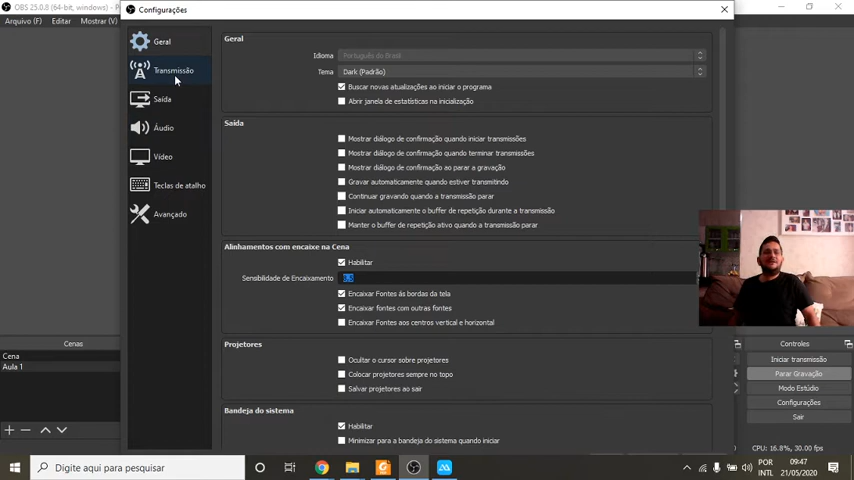 OBS 25.0.8 (64-bit, windows) - P
Configurações
Arquivo (F) Editar Mostrar (V)
Geral
Transmissão
Saída
Áudio
Vídeo
Teclas de atalho
Avançado
Geral
Idioma Português do Brasil
Tema Dark (Padrão)
Buscar novas atualizações ao iniciar o programa
Abrir janela de estatísticas na inicialização
Saída
Mostrar diálogo de confirmação quando iniciar transmissões
Mostrar diálogo de confirmação quando terminar transmissões
Mostrar diálogo de confirmação ao parar a gravação
Gravar automaticamente quando estiver transmitindo
Continuar gravando quando a transmissão parar
Iniciar automaticamente o buffer de repetição durante a transmissão
Manter o buffer de repetição ativo quando a transmissão parar
Alinhamentos com encaixe na Cena
Habilitar
Sensibilidade de Encaixamento
Encaixar Fontes ás bordas da tela
Encaixar fontes com outras fontes
Encaixar Fontes aos centros vertical e horizontal
Projetores
Ocultar o cursor sobre projetores
Colocar projetores sempre no topo
Salvar projetores ao sair
Bandeja do sistema
Habilitar
Minimizar para a bandeja do sistema quando iniciar
Cenas
Cena
Aula 1
Controles
Iniciar transmissão
Parar Gravação
Modo Estúdio
Configurações
Sair
CPU: 16.8%, 30.00 fps
Digite aqui para pesquisar
POR
INTL
09:47
21/05/2020